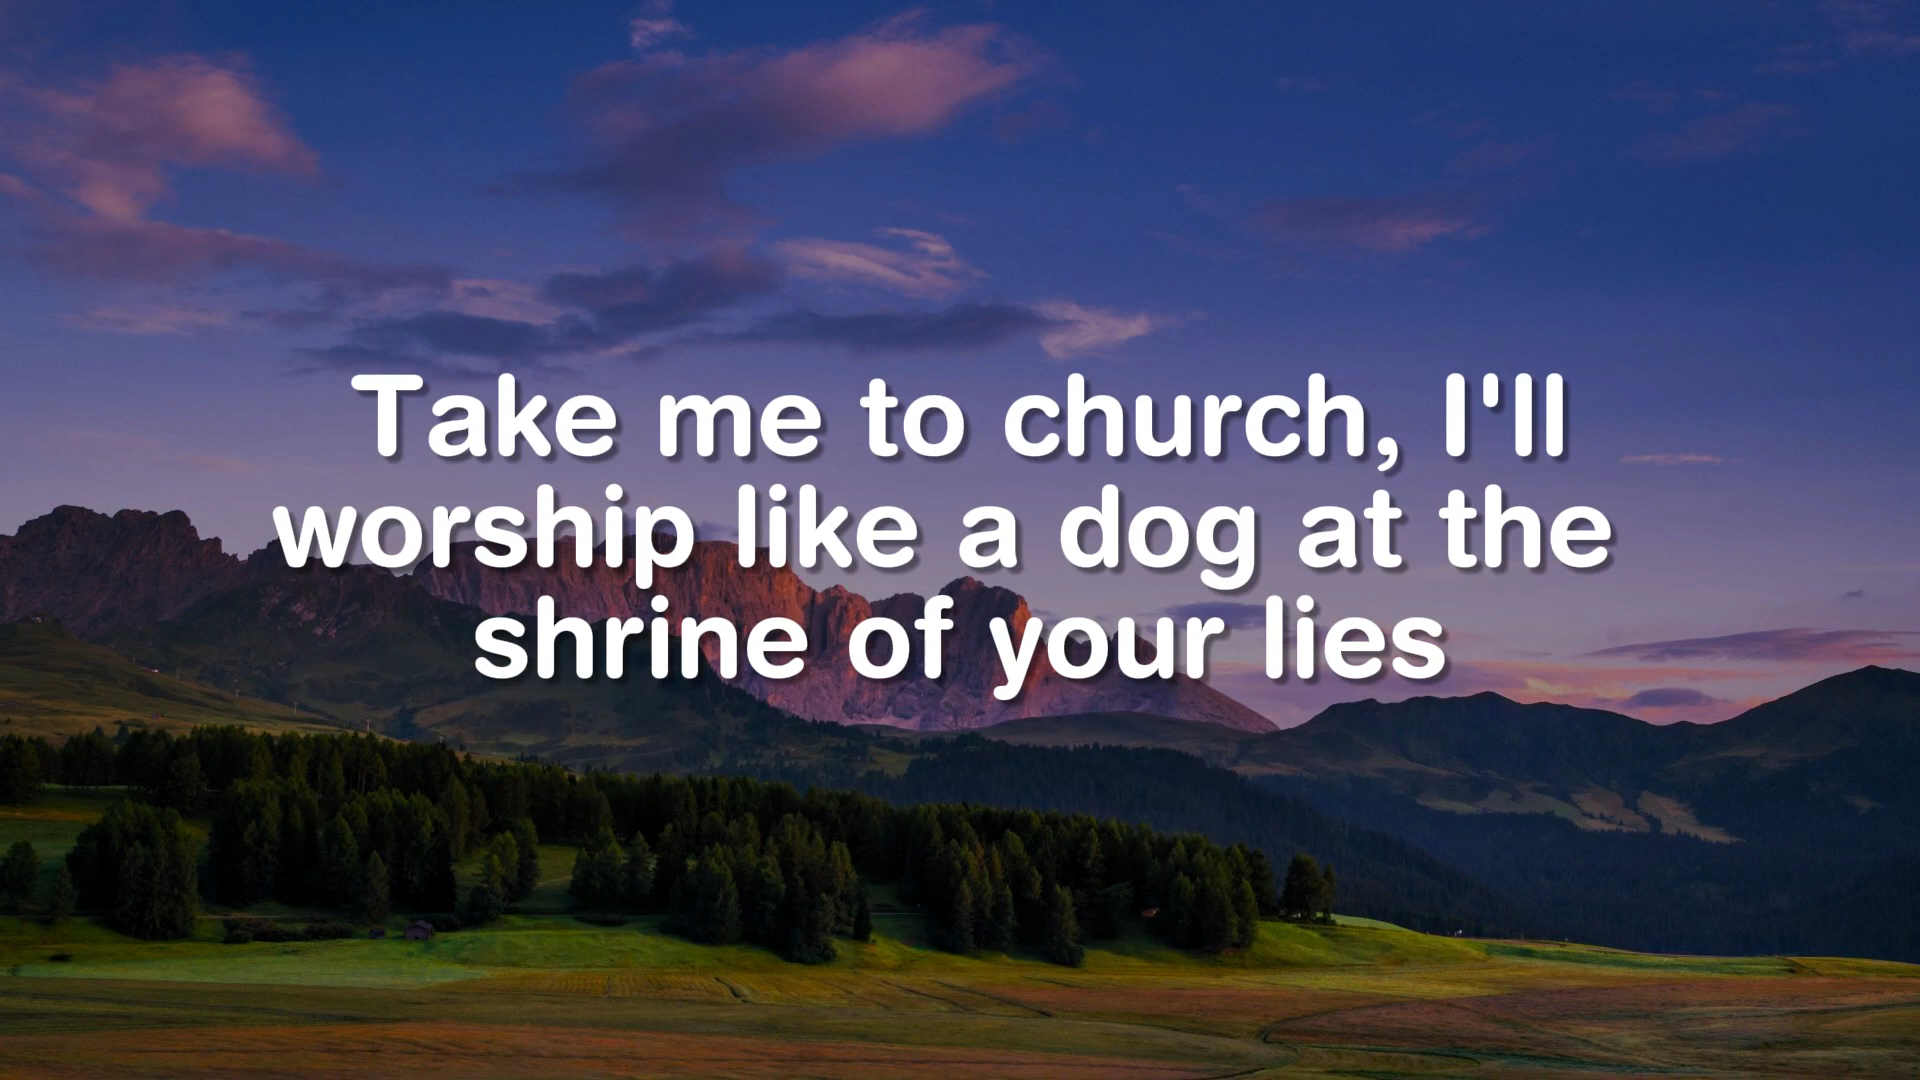 Take me to church, I'll
worship like a dog at the
shrine of your lies